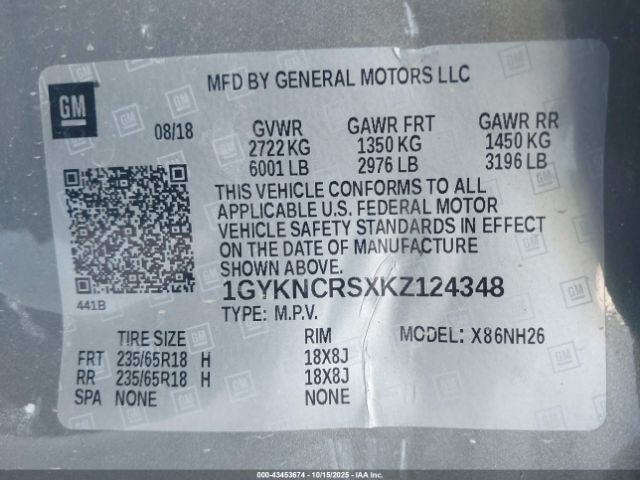 GM
MFD BY GENERAL MOTORS LLC
08/18 GVWR GAWR FRT GAWR RR
2722 KG 1350 KG 1450 KG
6001 LB 2976 LB 3196 LB
THIS VEHICLE CONFORMS TO ALL
APPLICABLE U.S. FEDERAL MOTOR
VEHICLE SAFETY STANDARDS IN EFFECT
ON THE DATE OF MANUFACTURE
SHOWN ABOVE.
441B
1GYKNCRSXKZ124348
TYPE: M.P.V.
TIRE SIZE RIM MODEL: X86NH26
FRT 235/65R18 H 18X8J
RR 235/65R18 H 18X8J
SPA NONE NONE
000-43453674 | 10/15/2025 | IAA, Inc.